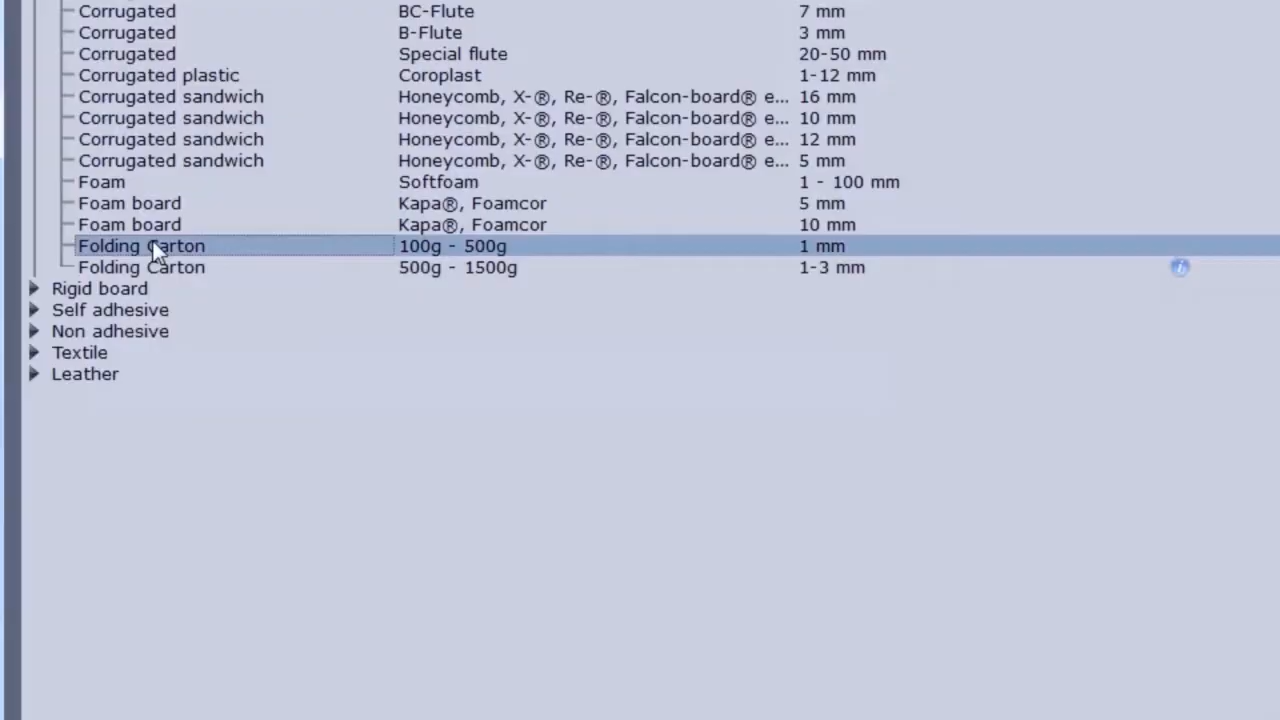 Corrugated BC-Flute 7 mm
Corrugated B-Flute 3 mm
Corrugated Special flute 20-50 mm
Corrugated plastic Coroplast 1-12 mm
Corrugated sandwich Honeycomb, X-®, Re-®, Falcon-board® e... 16 mm
Corrugated sandwich Honeycomb, X-®, Re-®, Falcon-board® e... 10 mm
Corrugated sandwich Honeycomb, X-®, Re-®, Falcon-board® e... 12 mm
Corrugated sandwich Honeycomb, X-®, Re-®, Falcon-board® e... 5 mm
Foam Softfoam 1 - 100 mm
Foam board Kapa®, Foamcor 5 mm
Foam board Kapa®, Foamcor 10 mm
Folding Carton 100g - 500g 1 mm
Folding Carton 500g - 1500g 1-3 mm
Rigid board
Self adhesive
Non adhesive
Textile
Leather